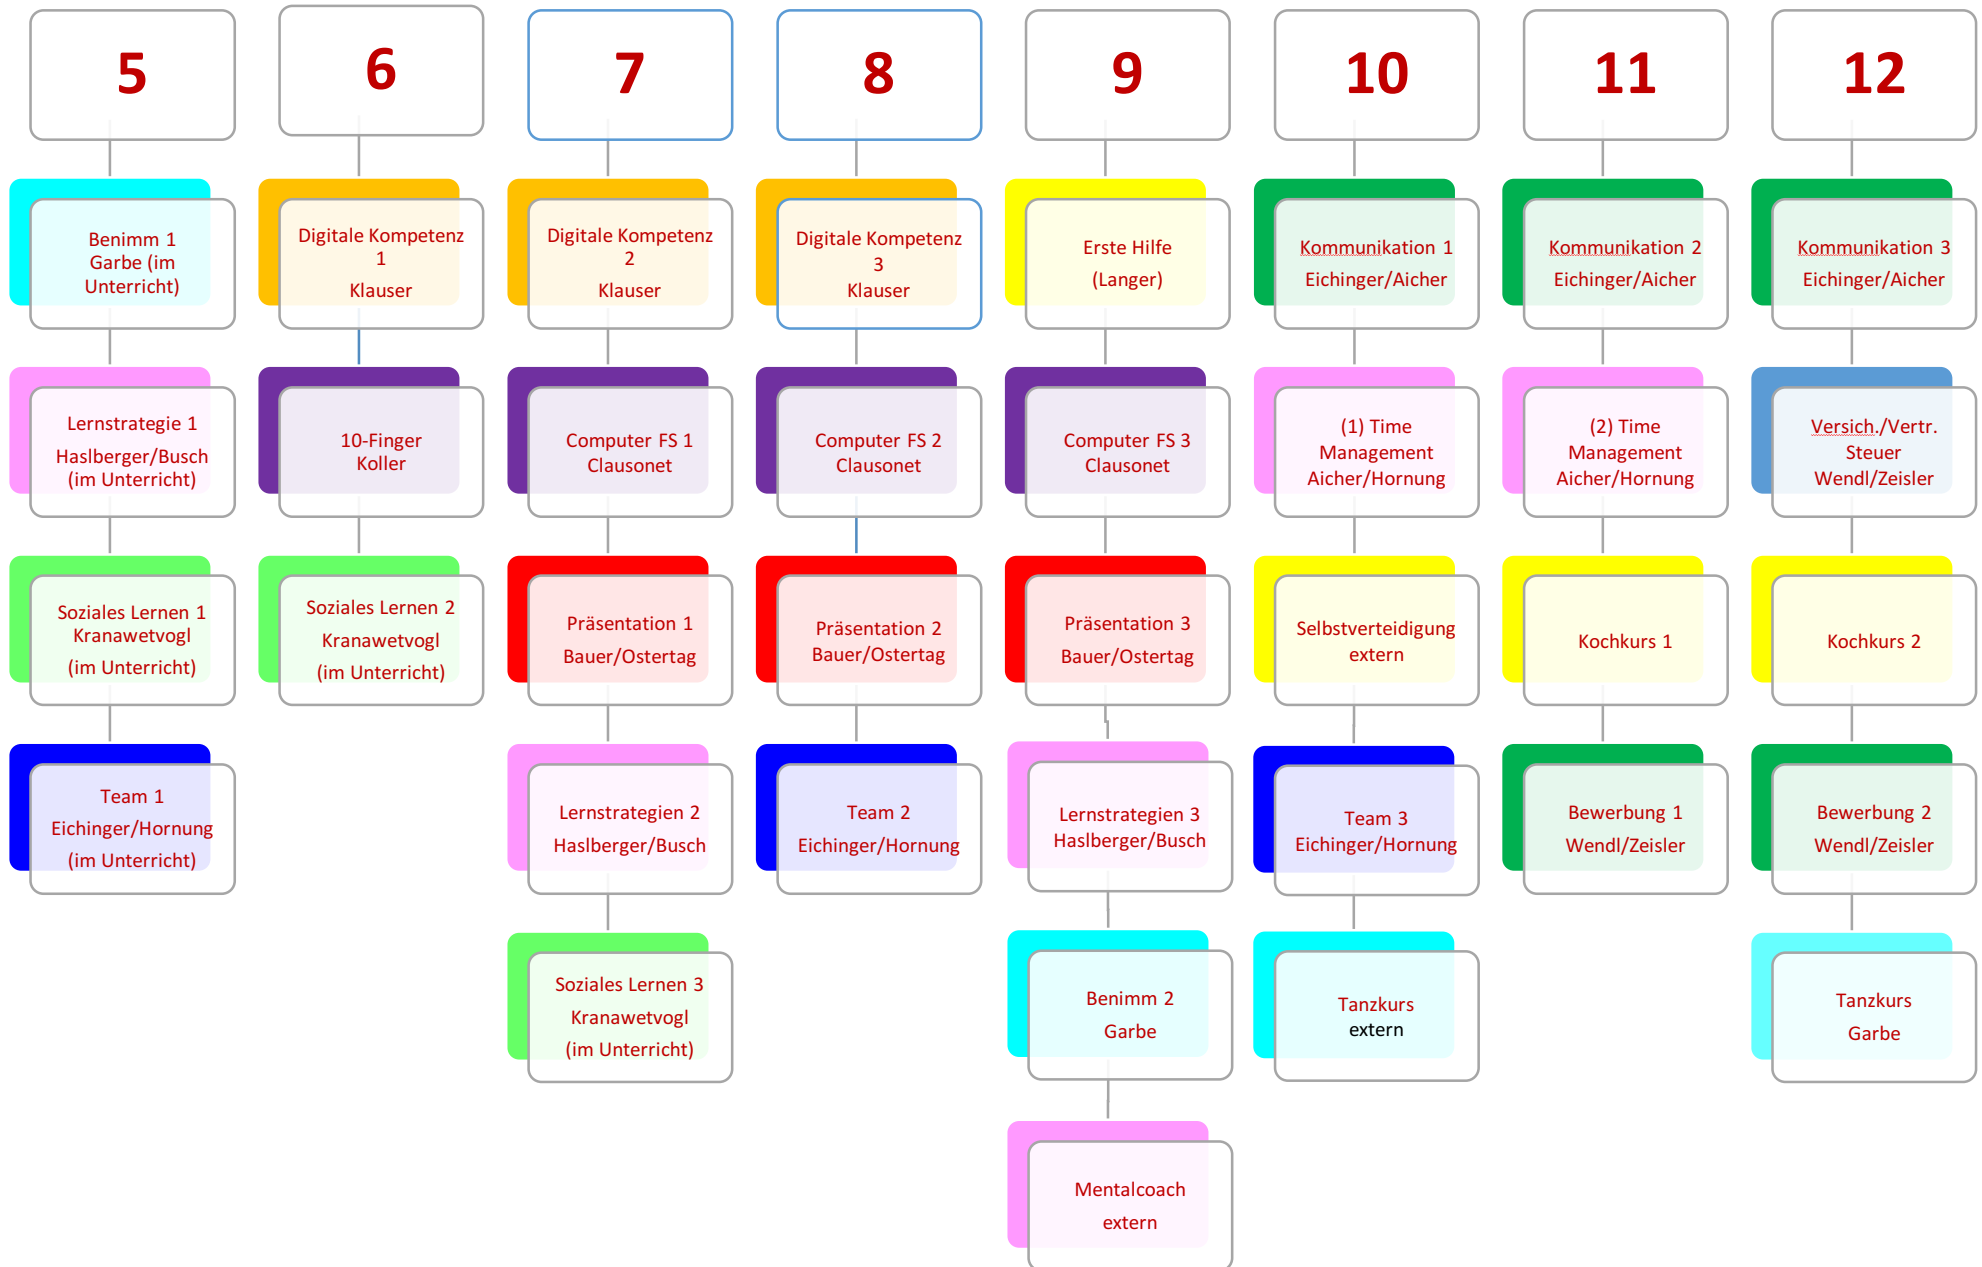 5
Benimm 1
Garbe (im
Unterricht)
Lernstrategie 1
Haslberger/Busch
(im Unterricht)
Soziales Lernen 1
Kranawetvogl
(im Unterricht)
Team 1
Eichinger/Hornung
(im Unterricht)
6
Digitale Kompetenz
1
Klauser
10-Finger
Koller
Soziales Lernen 2
Kranawetvogl
(im Unterricht)
7
Digitale Kompetenz
2
Klauser
Computer FS 1
Clausonet
Präsentation 1
Bauer/Ostertag
Lernstrategien 2
Haslberger/Busch
Soziales Lernen 3
Kranawetvogl
(im Unterricht)
8
Digitale Kompetenz
3
Klauser
Computer FS 2
Clausonet
Präsentation 2
Bauer/Ostertag
Team 2
Eichinger/Hornung
9
Erste Hilfe
(Langer)
Computer FS 3
Clausonet
Präsentation 3
Bauer/Ostertag
Lernstrategien 3
Haslberger/Busch
Benimm 2
Garbe
Mentalcoach
extern
10
Kommunikation 1
Eichinger/Aicher
(1) Time
Management
Aicher/Hornung
Selbstverteidigung
extern
Team 3
Eichinger/Hornung
Tanzkurs
extern
11
Kommunikation 2
Eichinger/Aicher
(2) Time
Management
Aicher/Hornung
Kochkurs 1
Bewerbung 1
Wendl/Zeisler
12
Kommunikation 3
Eichinger/Aicher
Versich./Vertr.
Steuer
Wendl/Zeisler
Kochkurs 2
Bewerbung 2
Wendl/Zeisler
Tanzkurs
Garbe